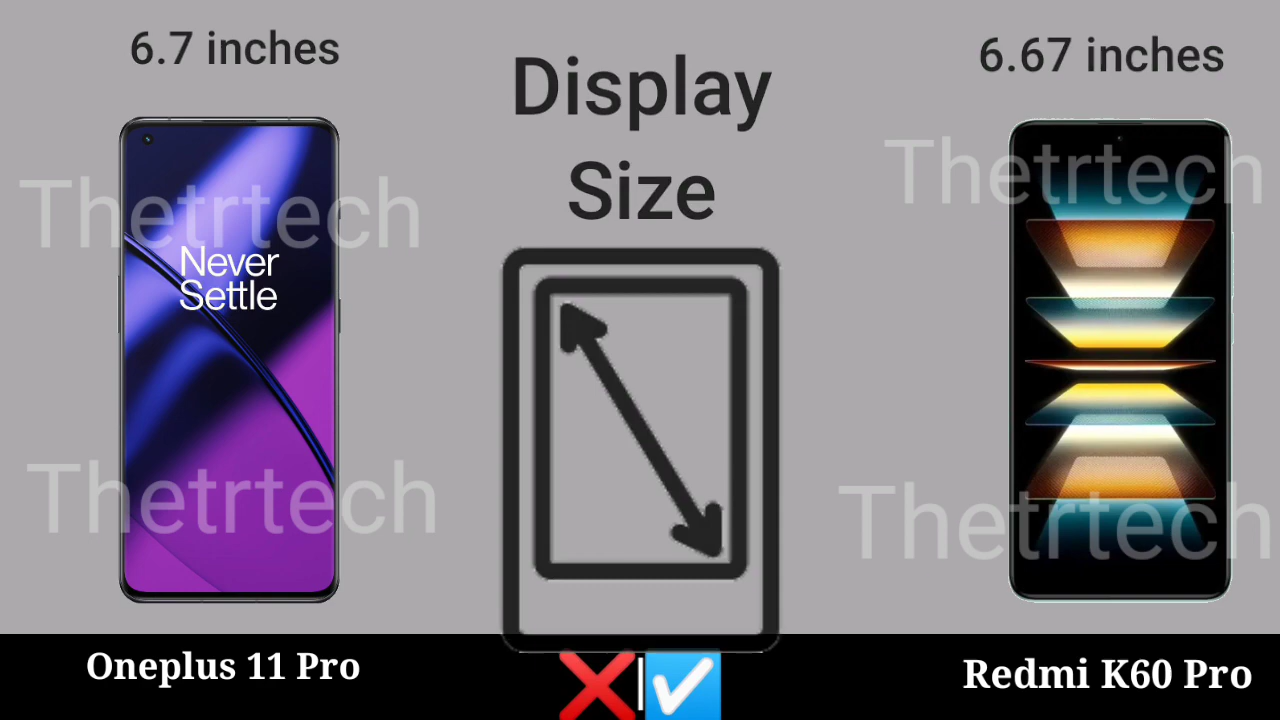 6.7 inches
Display
Size
6.67 inches
Thetrtech
Thetrtech
Never
Settle
Thetrtech
Thetrtech
Oneplus 11 Pro
Redmi K60 Pro